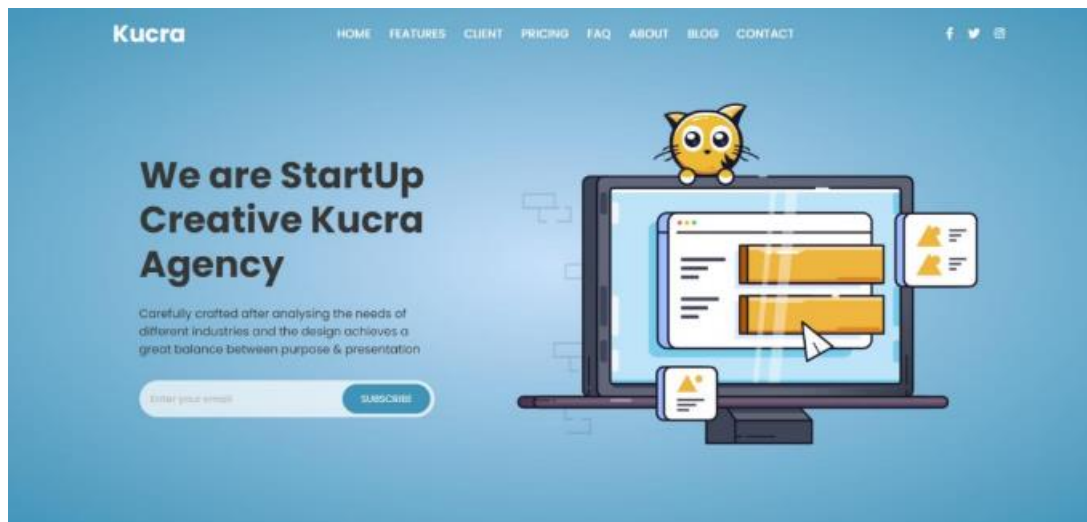 Kucra
HOME FEATURES CLIENT PRICING FAQ ABOUT BLOG CONTACT
We are StartUp
Creative Kucra
Agency
Carefully crafted after analysing the needs of
different industries and the design achieves a
great balance between purpose & presentation
Enter your email
SUBSCRIBE